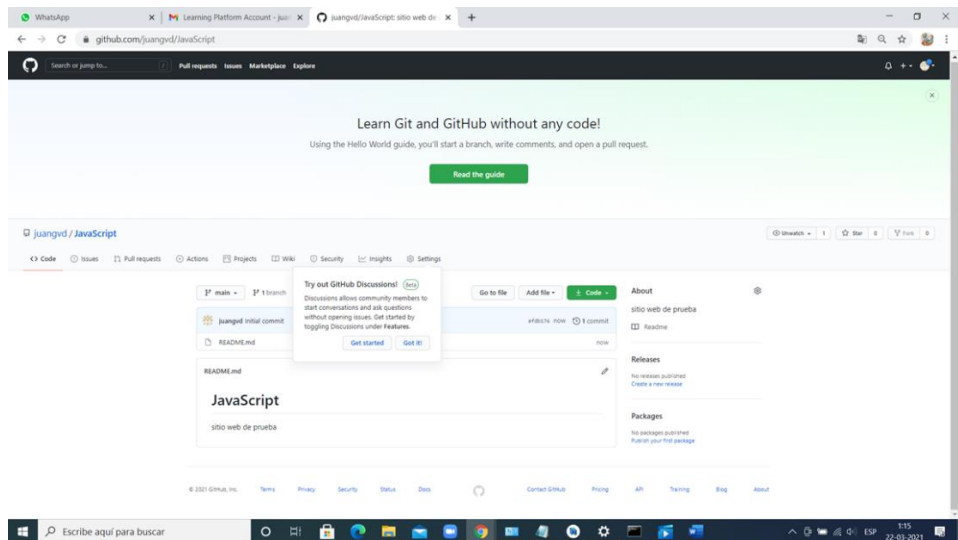 WhatsApp
Learning Platform Account - juan
juangvd/JavaScript: sitio web de
github.com/juangvd/JavaScript
Search or jump to...
/
Pull requests Issues Marketplace Explore
Learn Git and GitHub without any code!
Using the Hello World guide, you'll start a branch, write comments, and open a pull request.
Read the guide
juangvd / JavaScript
Unwatch 1 Star 0 Fork 0
Code Issues Pull requests Actions Projects Wiki Security Insights Settings
main 1 branch
Go to file Add file Code
Try out GitHub Discussions! Beta
Discussions allows community members to
start conversations and ask questions
without opening issues. Get started by
toggling Discussions under Features.
Get started Got it!
juangvd Initial commit
now 1 commit
README.md
now
README.md
JavaScript
sitio web de prueba
About
sitio web de prueba
Readme
Releases
No releases published
Create a new release
Packages
No packages published
Publish your first package
© 2021 GitHub, Inc. Terms Privacy Security Status Docs Contact GitHub Pricing API Training Blog About
Escribe aquí para buscar
ESP
1:15
22-03-2021